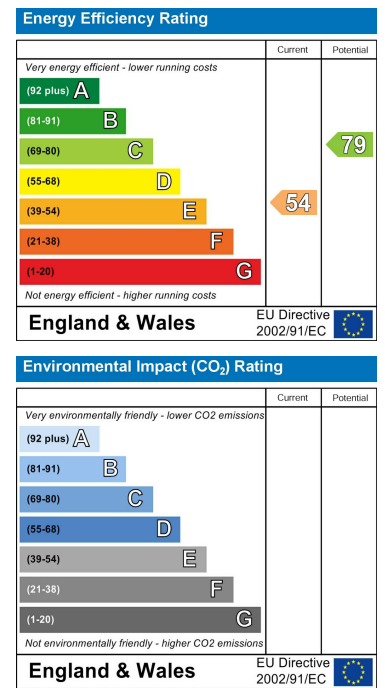 Energy Efficiency Rating
Current Potential
Very energy efficient - lower running costs
(92 plus) A
(81-91) B
(69-80) C
79
(55-68) D
(39-54) E
54
(21-38) F
(1-20) G
Not energy efficient - higher running costs
England & Wales
EU Directive
2002/91/EC
Environmental Impact (CO₂) Rating
Current Potential
Very environmentally friendly - lower CO2 emissions
(92 plus) A
(81-91) B
(69-80) C
(55-68) D
(39-54) E
(21-38) F
(1-20) G
Not environmentally friendly - higher CO2 emissions
England & Wales
EU Directive
2002/91/EC